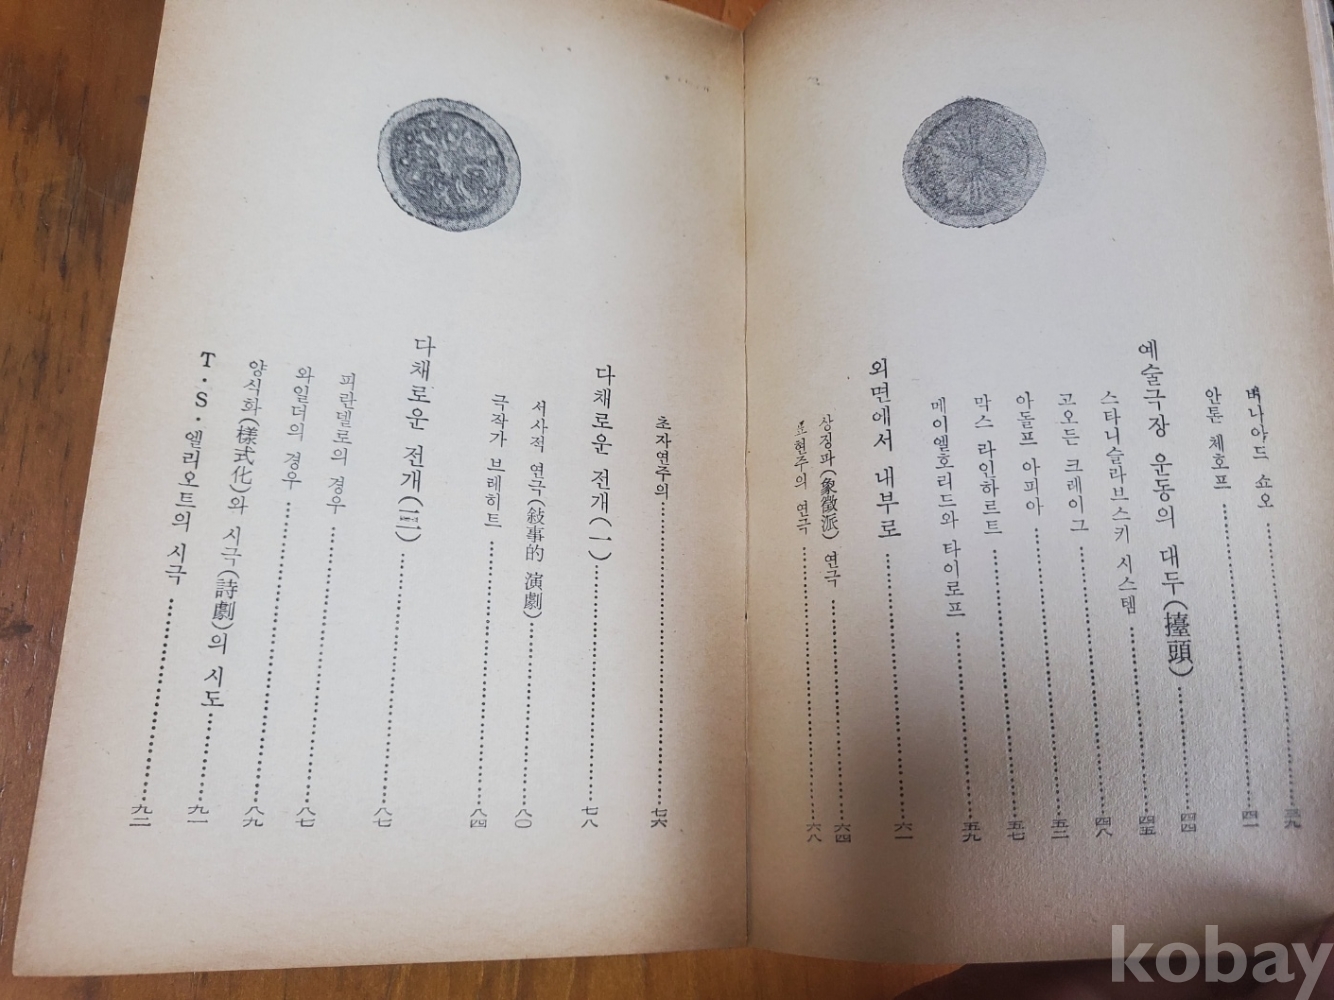 버나아드 쇼오……三九
안톤 체호프……四一
예술극장 운동의 대두(擡頭)……四四
스타니슬라브스키 시스템……四五
고오든 크레이그……四八
아돌프 아피아……五二
막스 라인하르트……五七
메이엘호리드와 타이로프……五九
외면에서 내부로……六一
상징파(象徵派) 연극……六四
표현주의 연극……六八
초자연주의……七六
다채로운 전개(一)……七八
서사적 연극(敍事的 演劇)……八〇
극작가 브레히트……八四
다채로운 전개(二)……八七
피란델로의 경우……八七
와일더의 경우……八九
양식화(樣式化)와 시극(詩劇)의 시도……九一
T·S·엘리오트의 시극……九二
kobay